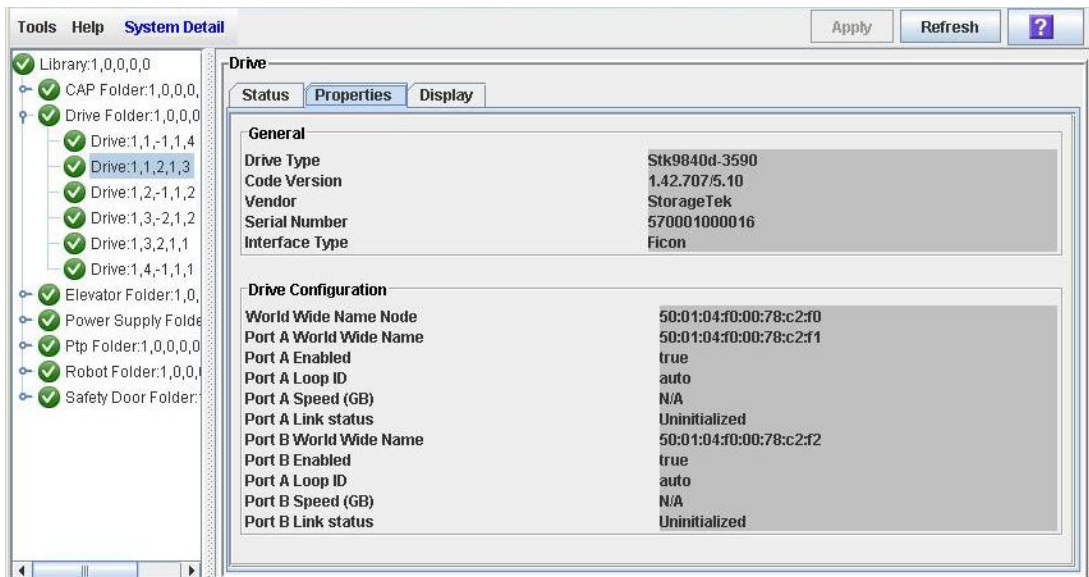 Tools Help System Detail
Apply Refresh ?
Library:1,0,0,0,0
CAP Folder:1,0,0,0,
Drive Folder:1,0,0,0
Drive:1,1,-1,1,4
Drive:1,1,2,1,3
Drive:1,2,-1,1,2
Drive:1,3,-2,1,2
Drive:1,3,2,1,1
Drive:1,4,-1,1,1
Elevator Folder:1,0,
Power Supply Folde
Ptp Folder:1,0,0,0,0
Robot Folder:1,0,0,
Safety Door Folder:
Drive
Status Properties Display
General
Drive Type Stk9840d-3590
Code Version 1.42.707/5.10
Vendor StorageTek
Serial Number 570001000016
Interface Type Ficon
Drive Configuration
World Wide Name Node 50:01:04:f0:00:78:c2:f0
Port A World Wide Name 50:01:04:f0:00:78:c2:f1
Port A Enabled true
Port A Loop ID auto
Port A Speed (GB) N/A
Port A Link status Uninitialized
Port B World Wide Name 50:01:04:f0:00:78:c2:f2
Port B Enabled true
Port A Loop ID auto
Port B Speed (GB) N/A
Port B Link status Uninitialized